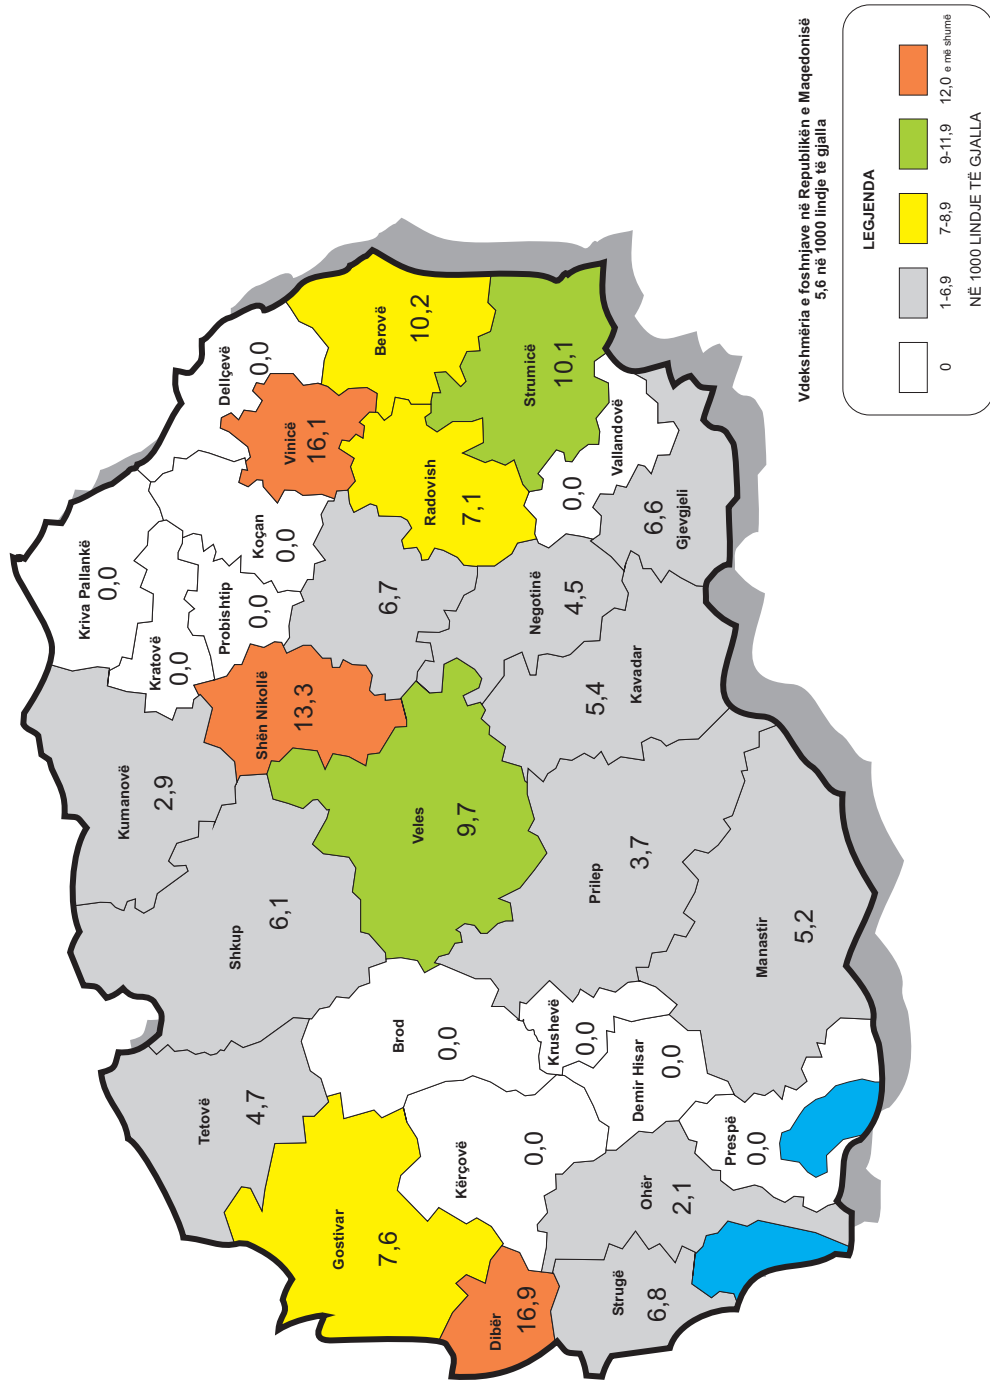 Kriva Pallankë
0,0
Kratovë
0,0
Probishtip
0,0
Koçan
0,0
Dellçevë
0,0
Vinicë
16,1
Berovë
10,2
Radovish
7,1
Strumicë
10,1
Vallandovë
0,0
Gjevgjeli
6,6
Negotinë
4,5
Kavadar
5,4
6,7
Kumanovë
2,9
Shën Nikollë
13,3
Veles
9,7
Shkup
6,1
Prilep
3,7
Manastir
5,2
Tetovë
4,7
Brod
0,0
Krushevë
0,0
Demir Hisar
0,0
Prespë
0,0
Gostivar
7,6
Kërçovë
0,0
Ohër
2,1
Dibër
16,9
Strugë
6,8
Vdekshmëria e foshnjave në Republikën e Maqedonisë
5,6 në 1000 lindje të gjalla
LEGJENDA
0
1-6,9
7-8,9
9-11,9
12,0 e më shumë
NË 1000 LINDJE TË GJALLA